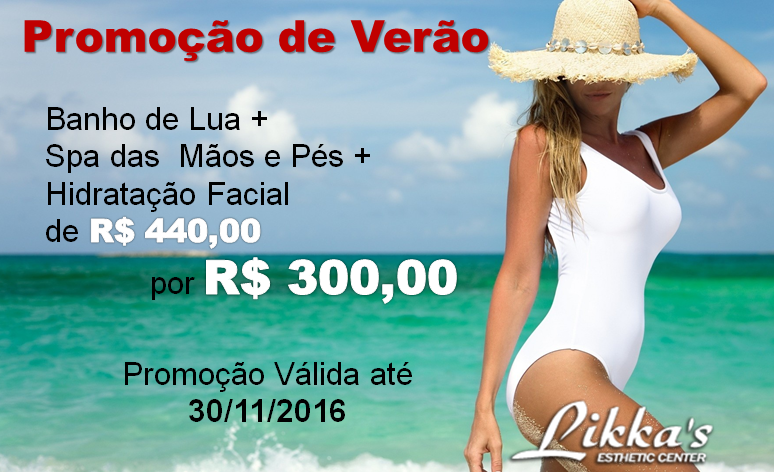 Promoção de Verão
Banho de Lua +
Spa das Mãos e Pés +
Hidratação Facial
de R$ 440,00
por R$ 300,00
Promoção Válida até
30/11/2016
Likka's
ESTHETIC CENTER